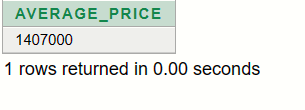 AVERAGE_PRICE
1407000
1 rows returned in 0.00 seconds